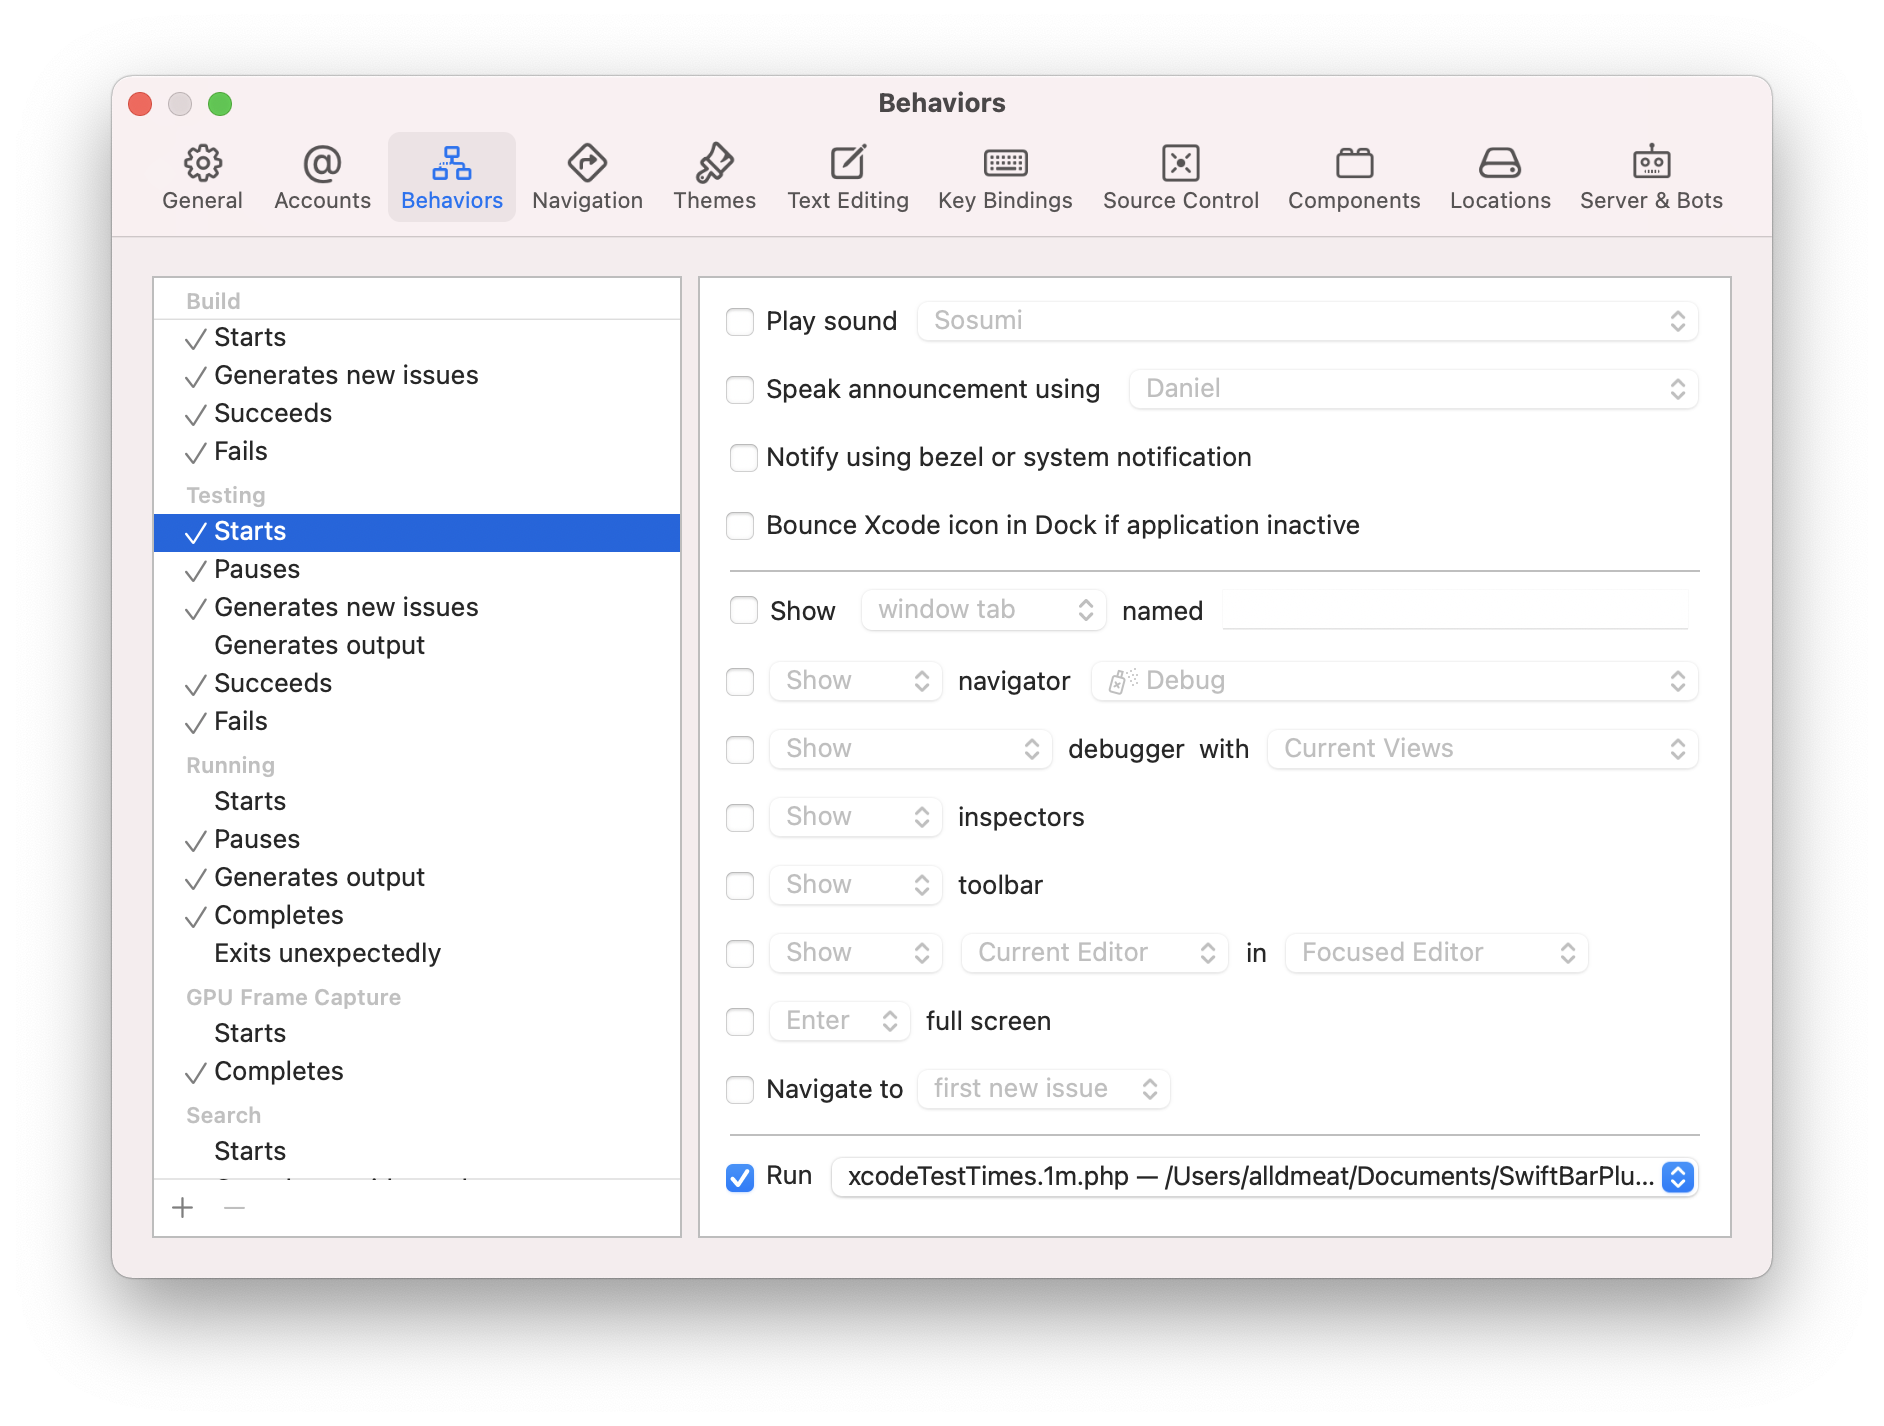 Behaviors
General Accounts Behaviors Navigation Themes Text Editing Key Bindings Source Control Components Locations Server & Bots
Build
Starts
Generates new issues
Succeeds
Fails
Testing
Starts
Pauses
Generates new issues
Generates output
Succeeds
Fails
Running
Starts
Pauses
Generates output
Completes
Exits unexpectedly
GPU Frame Capture
Starts
Completes
Search
Starts
Play sound Sosumi
Speak announcement using Daniel
Notify using bezel or system notification
Bounce Xcode icon in Dock if application inactive
Show window tab named
Show navigator Debug
Show debugger with Current Views
Show inspectors
Show toolbar
Show Current Editor in Focused Editor
Enter full screen
Navigate to first new issue
Run xcodeTestTimes.1m.php — /Users/alldmeat/Documents/SwiftBarPlu...